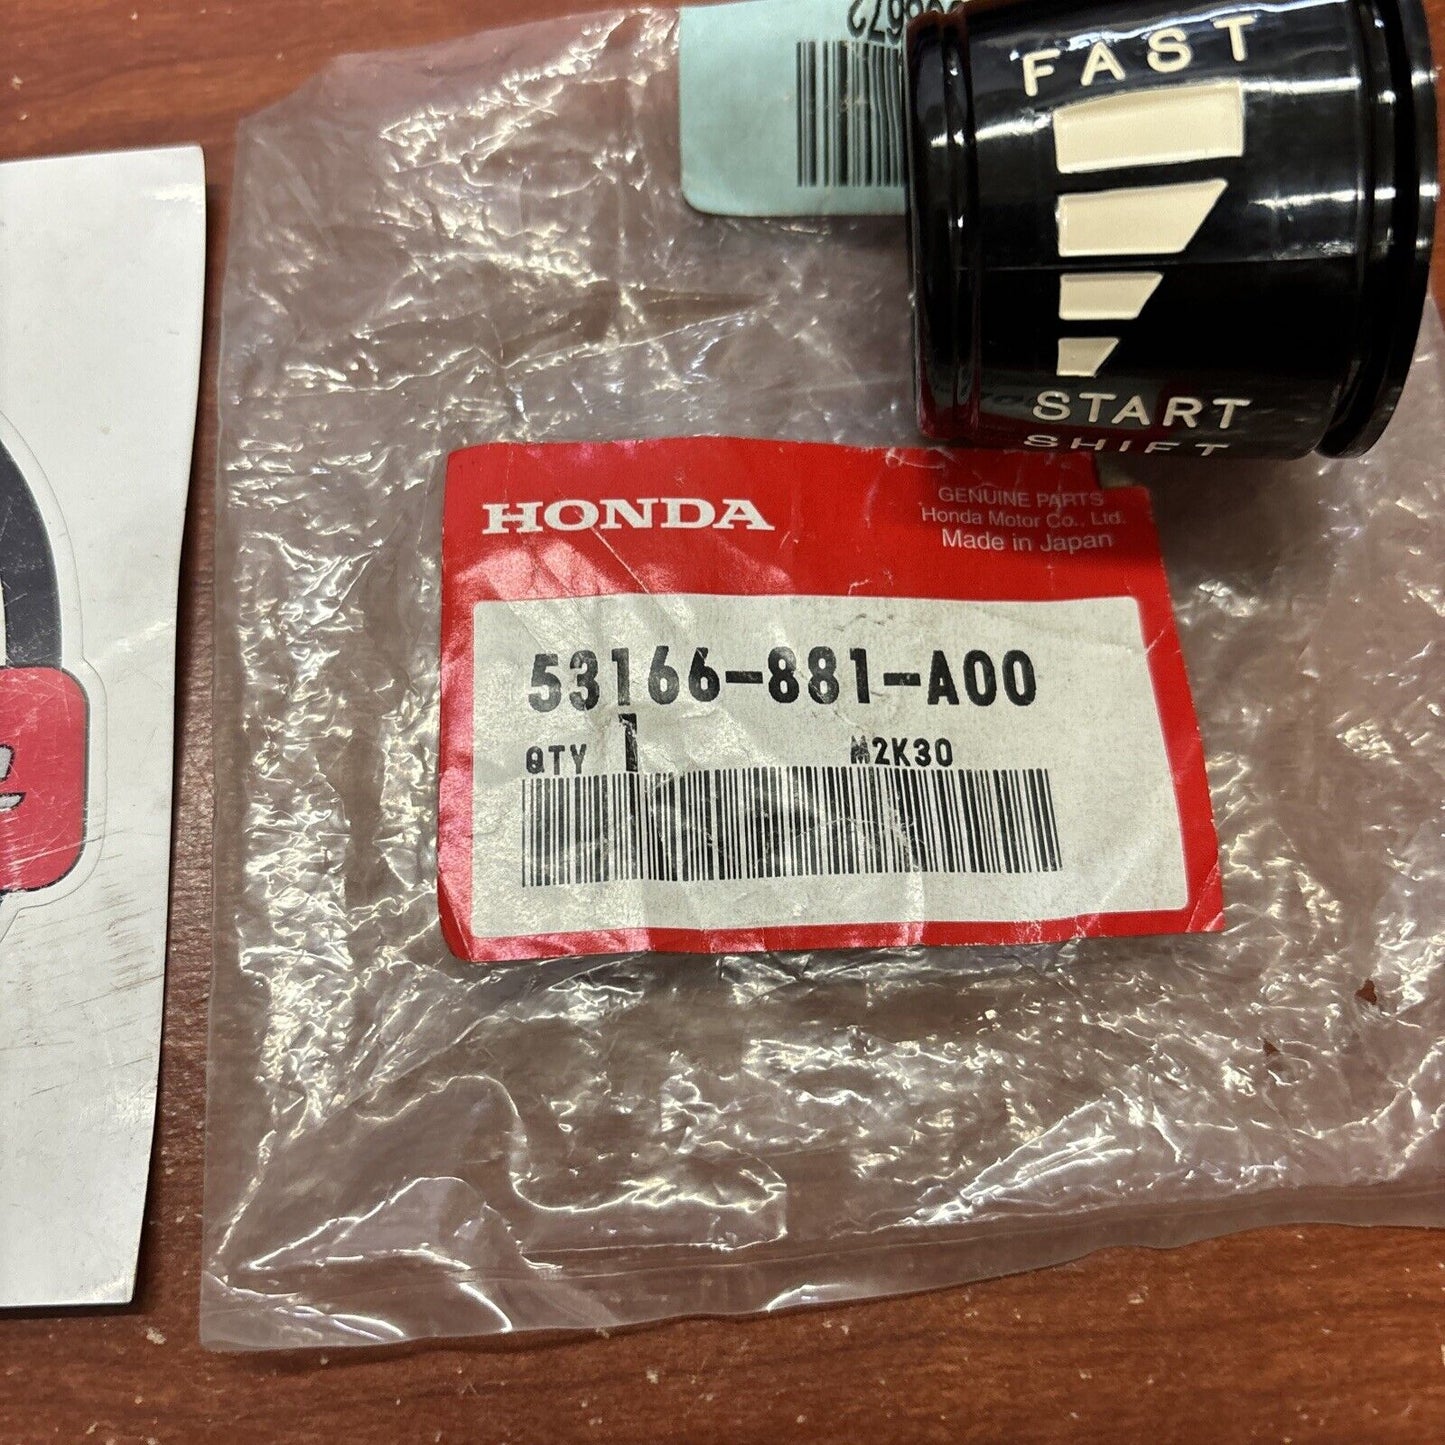 FAST
START
SHIFT
HONDA
GENUINE PARTS
Honda Motor Co., Ltd.
Made in Japan
53166-881-A00
QTY 1 M2K30